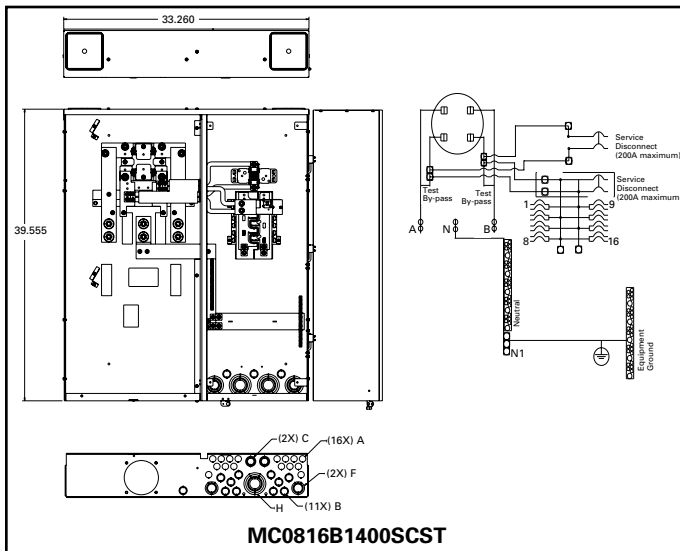 33.260
39.555
Service
Disconnect
(200A maximum)
Service
Disconnect
(200A maximum
Test
By-pass
Test
By-pass
1
9
8
16
A
N
B
Neutral
N1
Equipment
Ground
(2X) C
(16X) A
(2X) F
(11X) B
H
MC0816B1400SCST